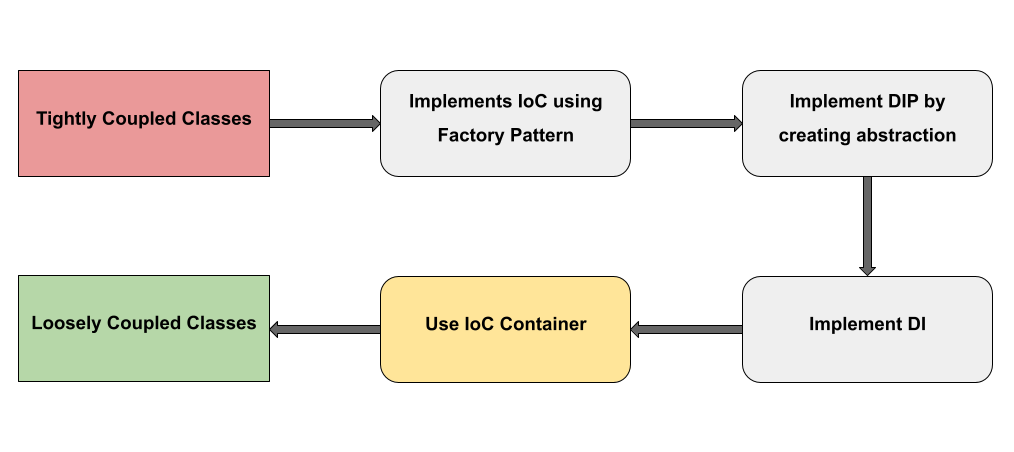 Tightly Coupled Classes
Implements IoC using
Factory Pattern
Implement DIP by
creating abstraction
Implement DI
Use IoC Container
Loosely Coupled Classes